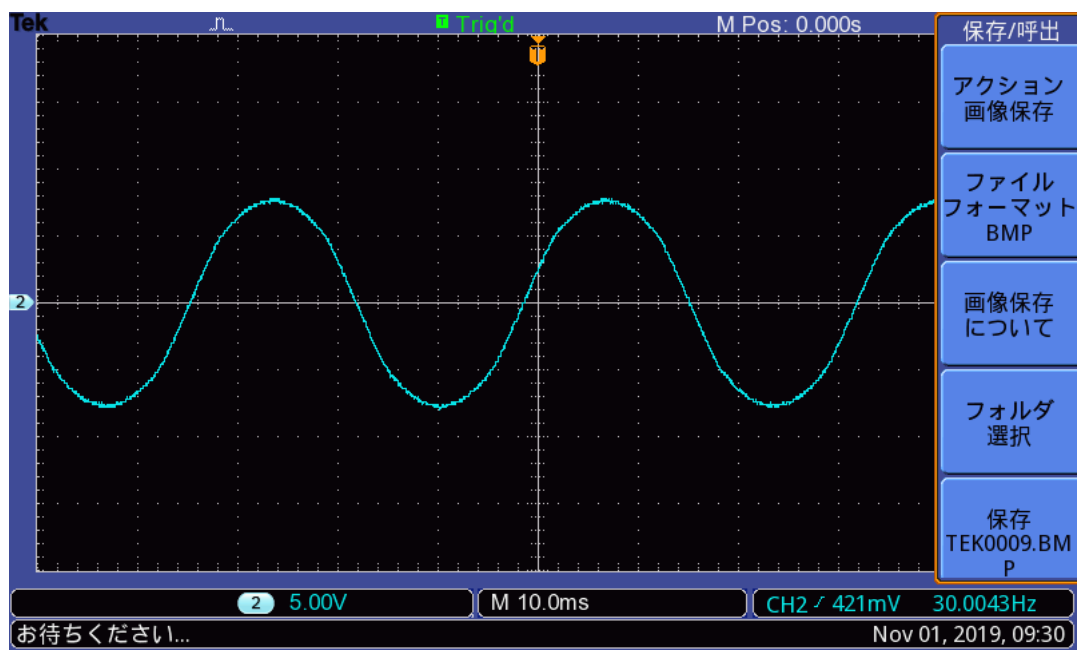 Tek
T Trig'd
M Pos: 0.000s
T
2
保存/呼出
アクション
画像保存
ファイル
フォーマット
BMP
画像保存
について
フォルダ
選択
保存
TEK0009.BM
P
2 5.00V
M 10.0ms
CH2 421mV
30.0043Hz
お待ちください...
Nov 01, 2019, 09:30